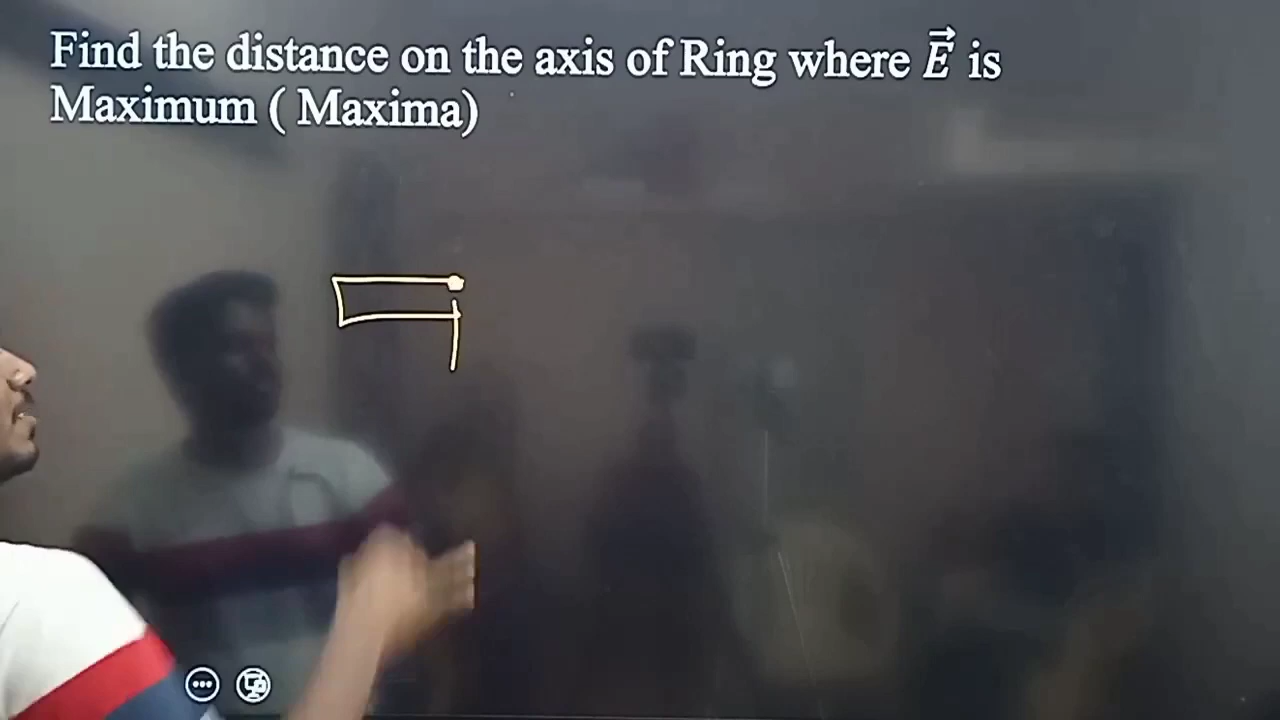 Find the distance on the axis of Ring where $\vec{E}$ is
Maximum ( Maxima)